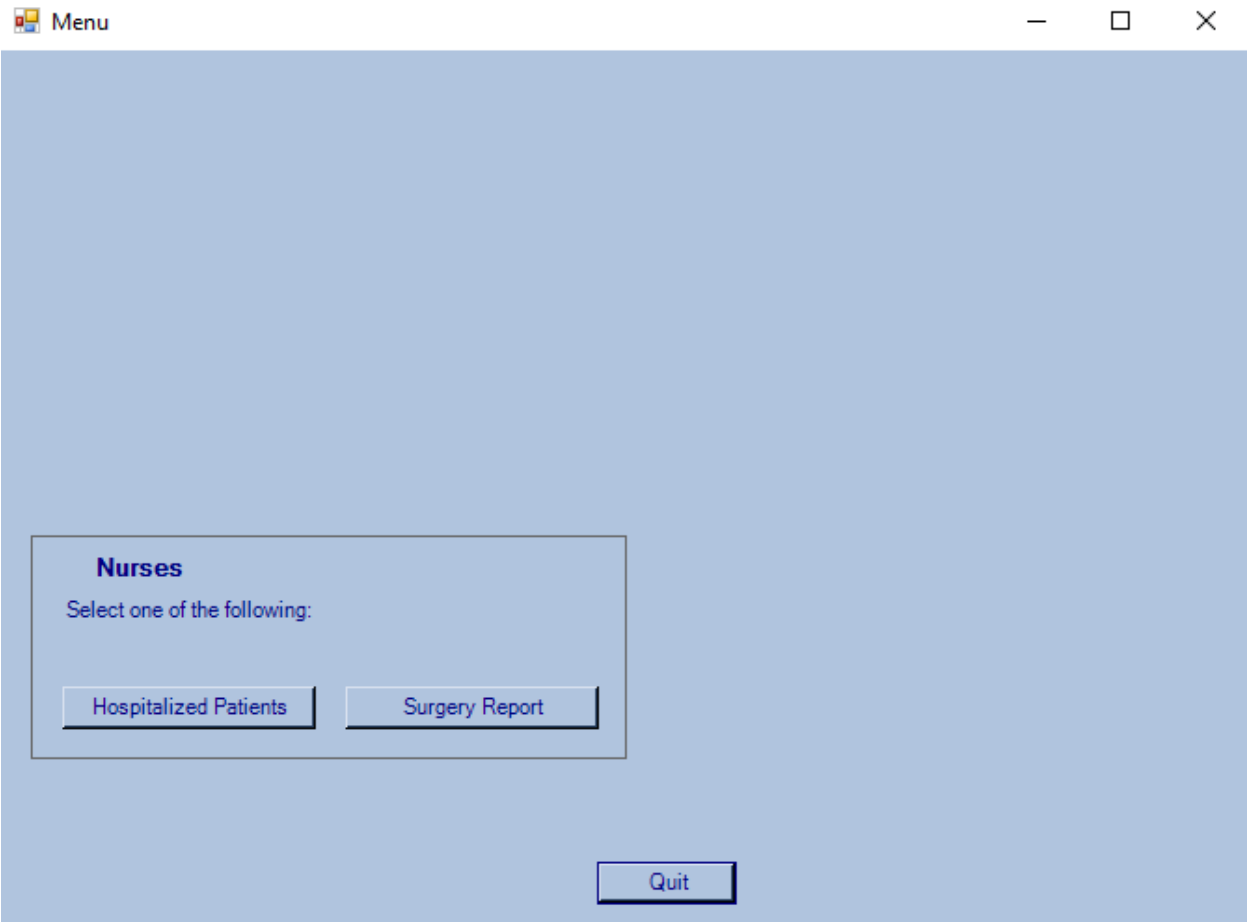 Menu
Nurses
Select one of the following:
Hospitalized Patients Surgery Report
Quit